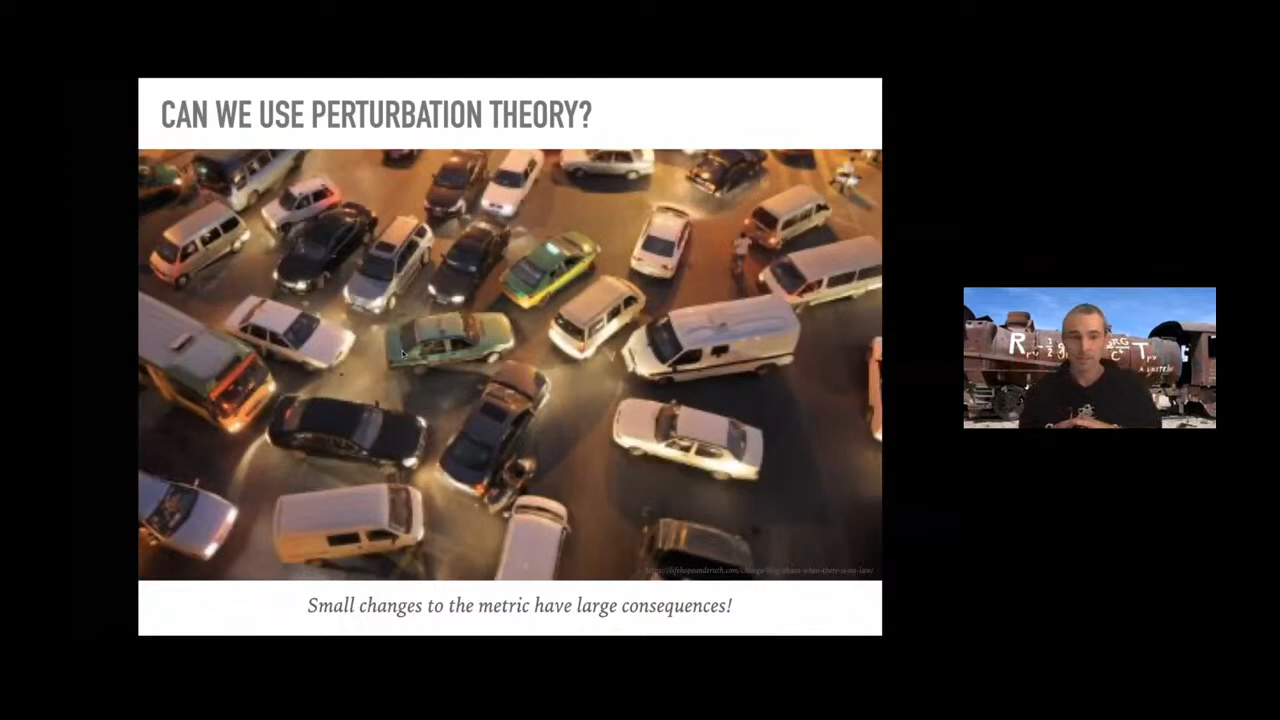 CAN WE USE PERTURBATION THEORY?
Small changes to the metric have large consequences!